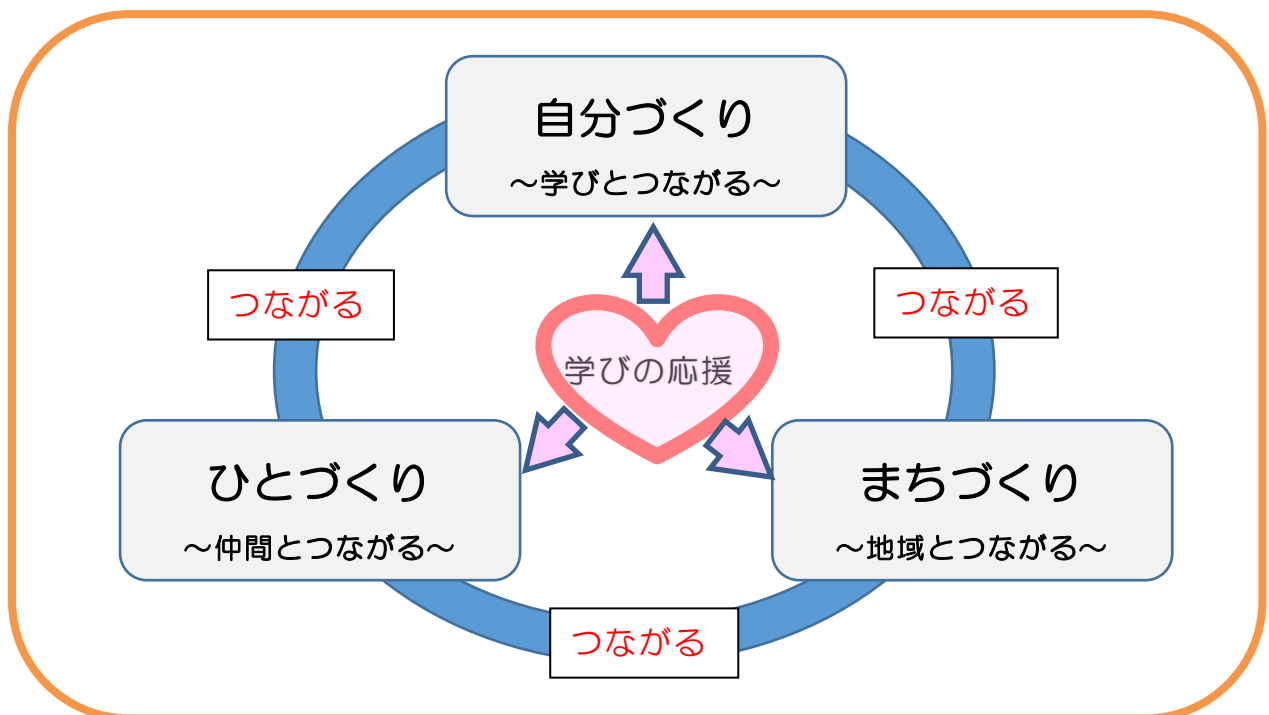 自分づくり
～学びとつながる～
つながる
つながる
学びの応援
ひとづくり
～仲間とつながる～
まちづくり
～地域とつながる～
つながる